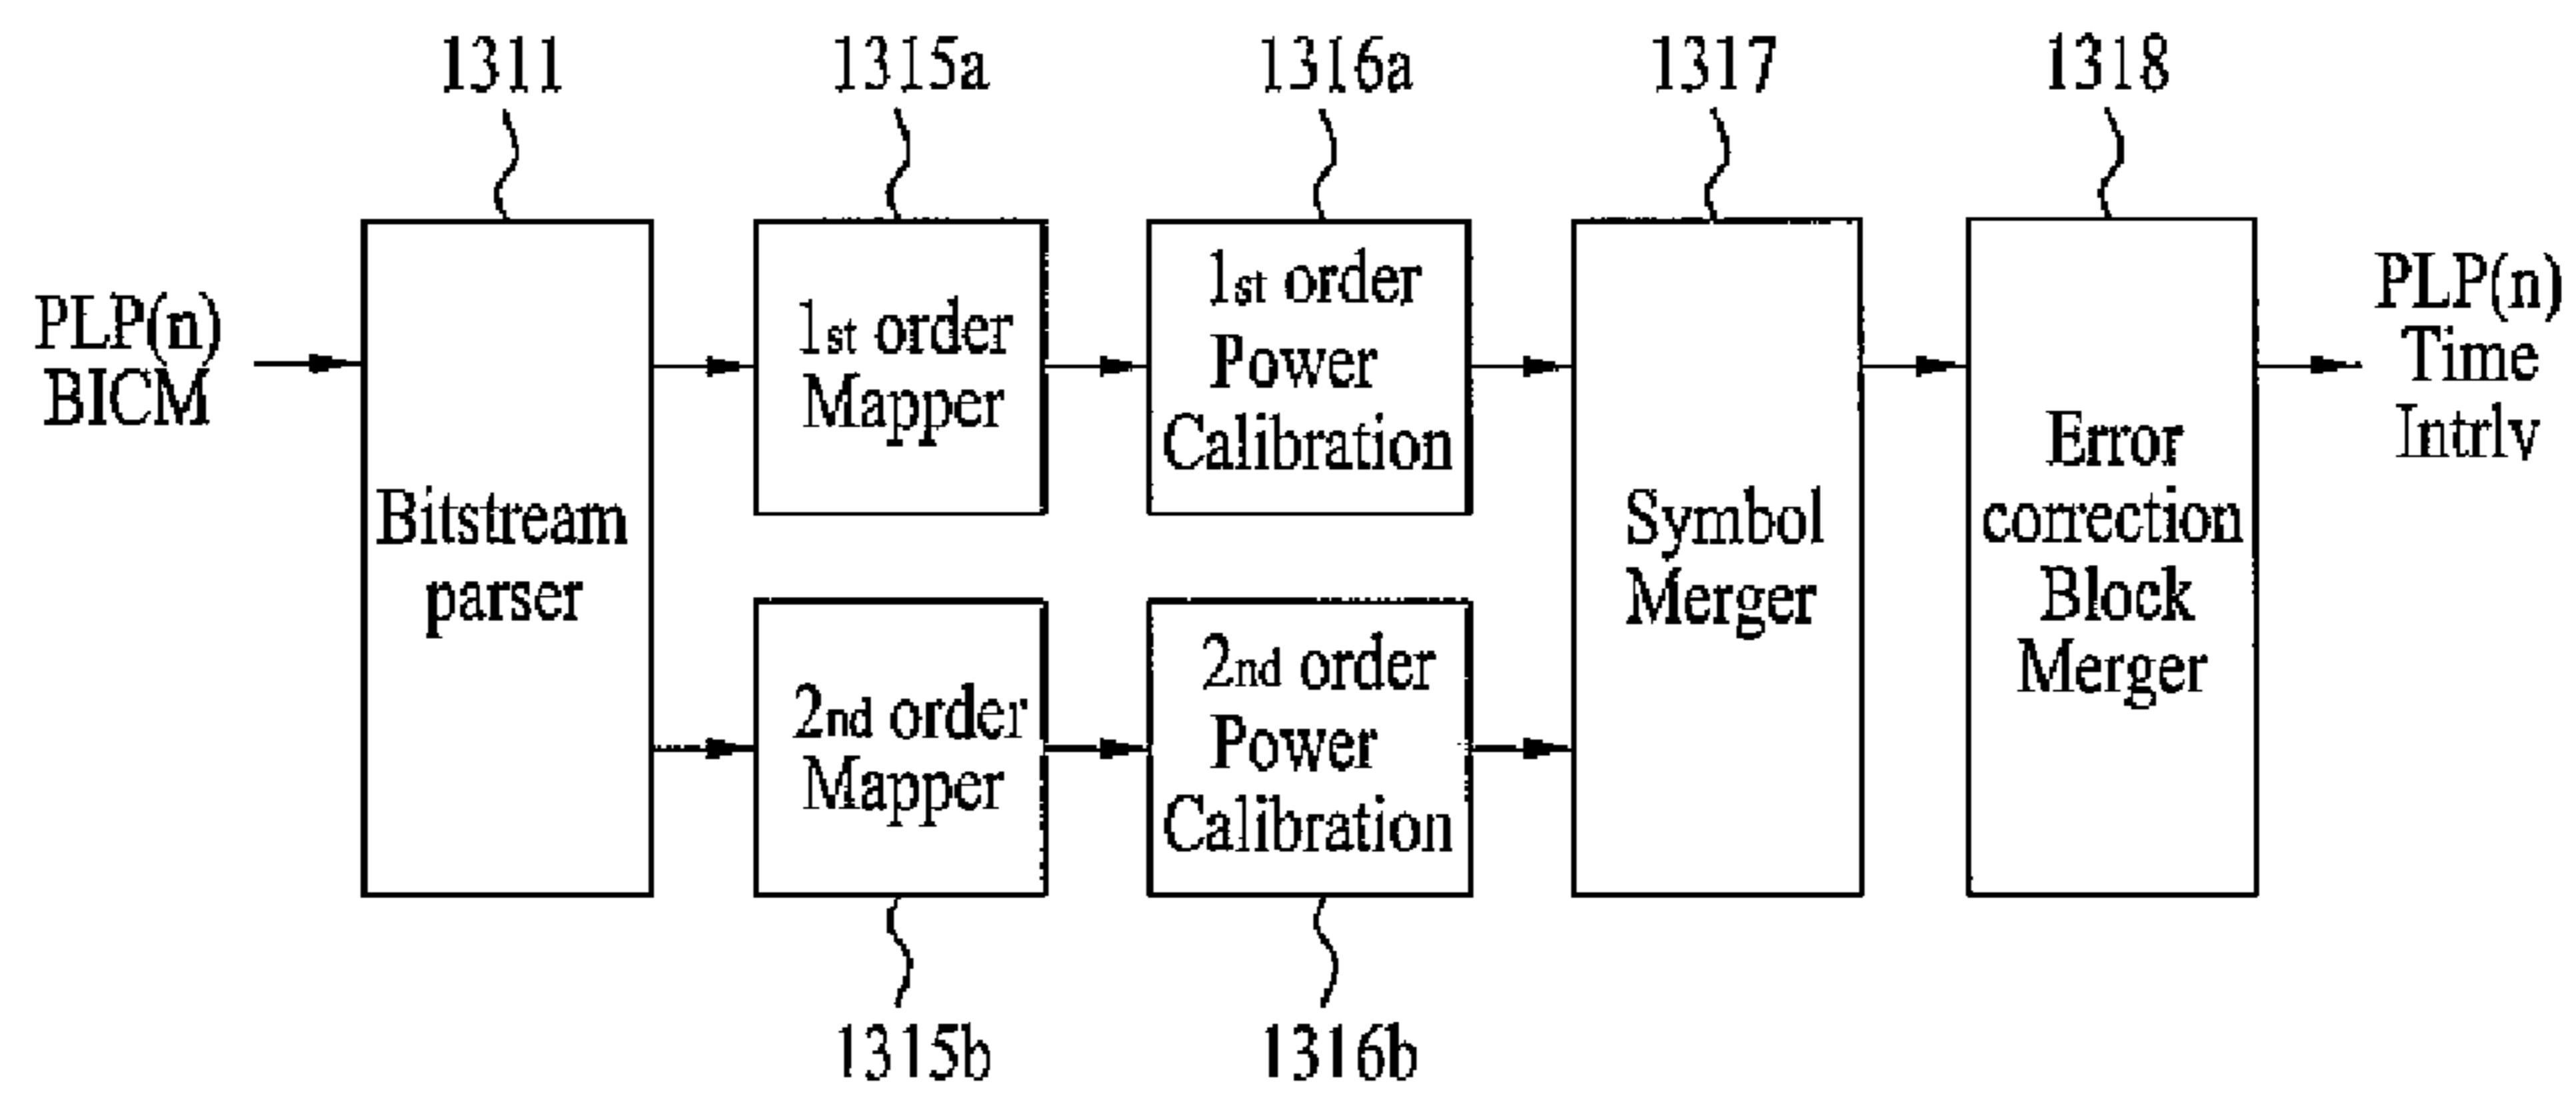 1311
1315a
1316a
1317
1318
PLP(n)
BICM
Bitstream
parser
1st order
Mapper
1st order
Power
Calibration
2nd order
Mapper
2nd order
Power
Calibration
Symbol
Merger
Error
correction
Block
Merger
PLP(n)
Time
Intrlv
1315b
1316b